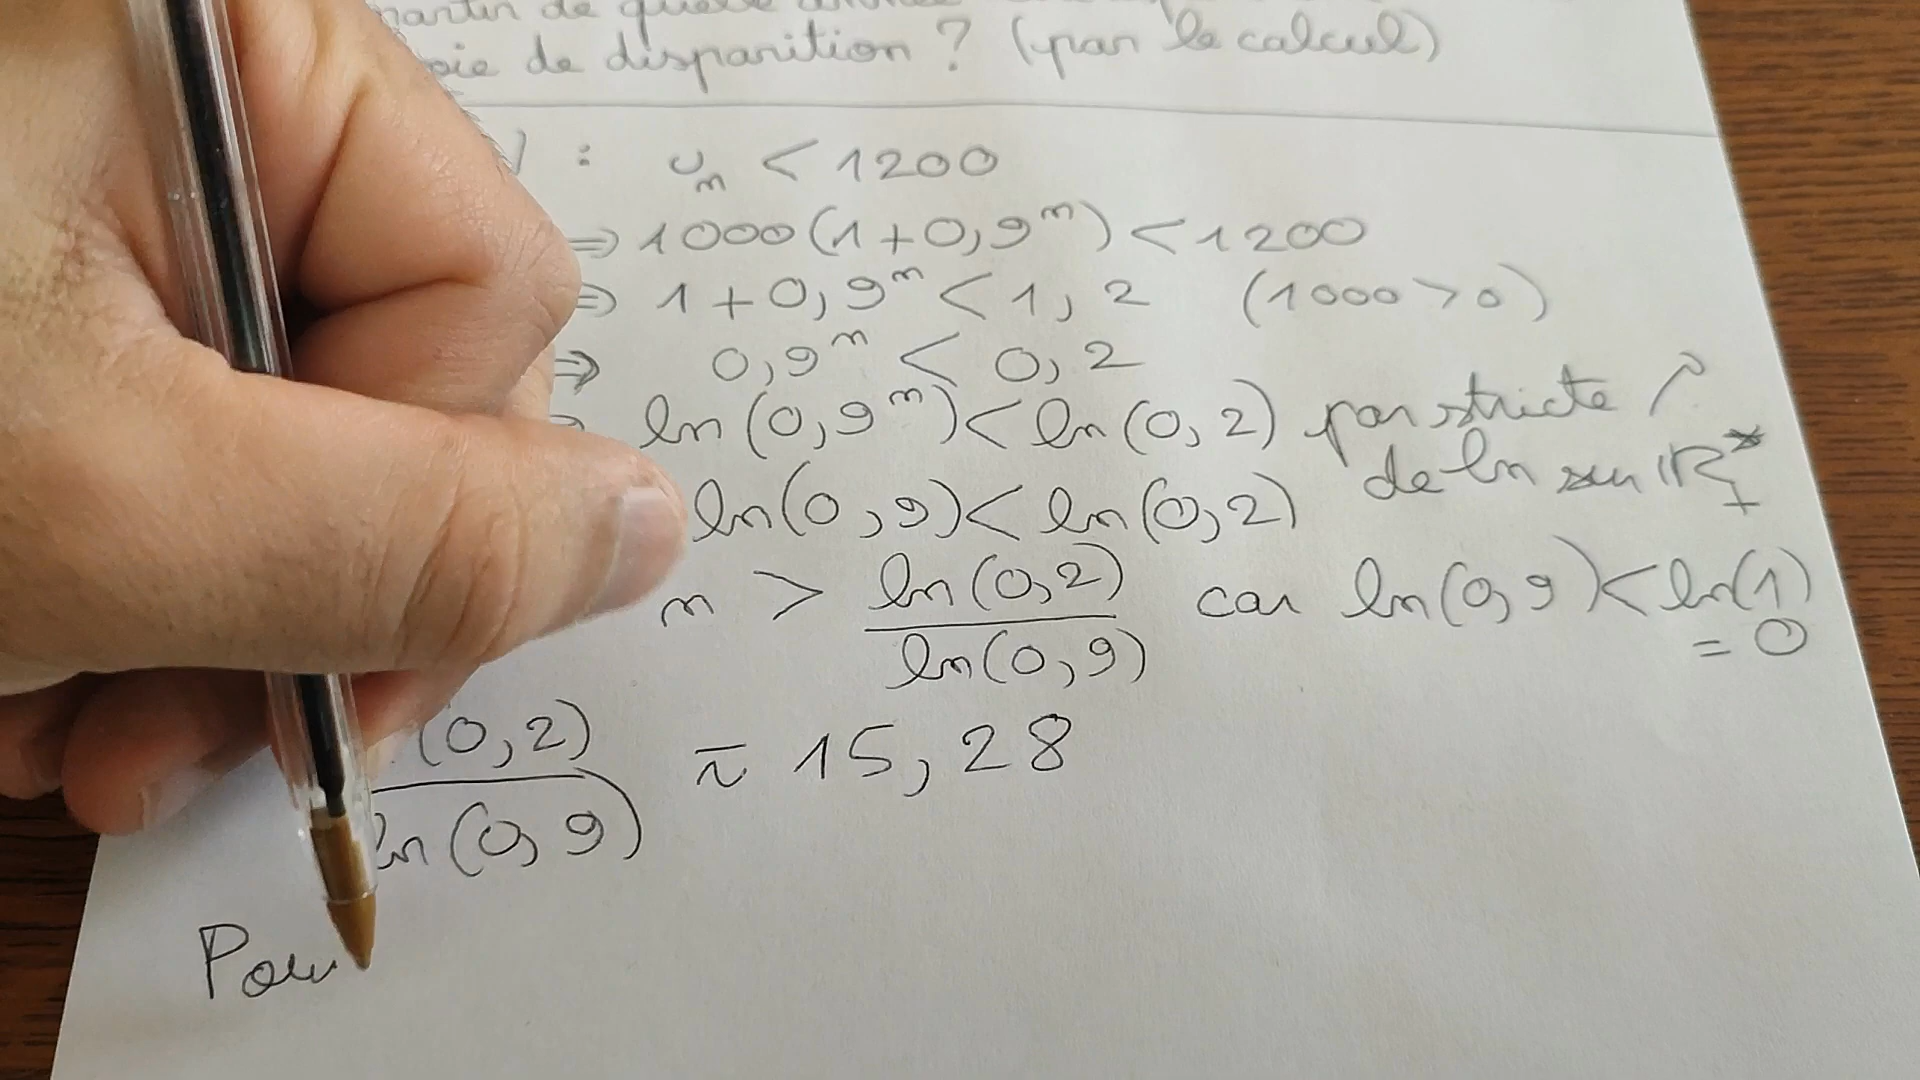 de
de disparition ? (par le calcul)
: uₙ < 1200
⇒ 1000(1+0,9ⁿ) < 1200
⇒ 1+0,9ⁿ < 1,2 (1000>0)
⇒ 0,9ⁿ < 0,2
ln(0,9ⁿ) < ln(0,2) par stricte ↗
de ln sur ℝ₊*
ln(0,9) < ln(0,2)
n > ln(0,2)/ln(0,9) car ln(0,9) < ln(1)
= 0
(0,2)/ln(0,9) ≈ 15,28
Pou